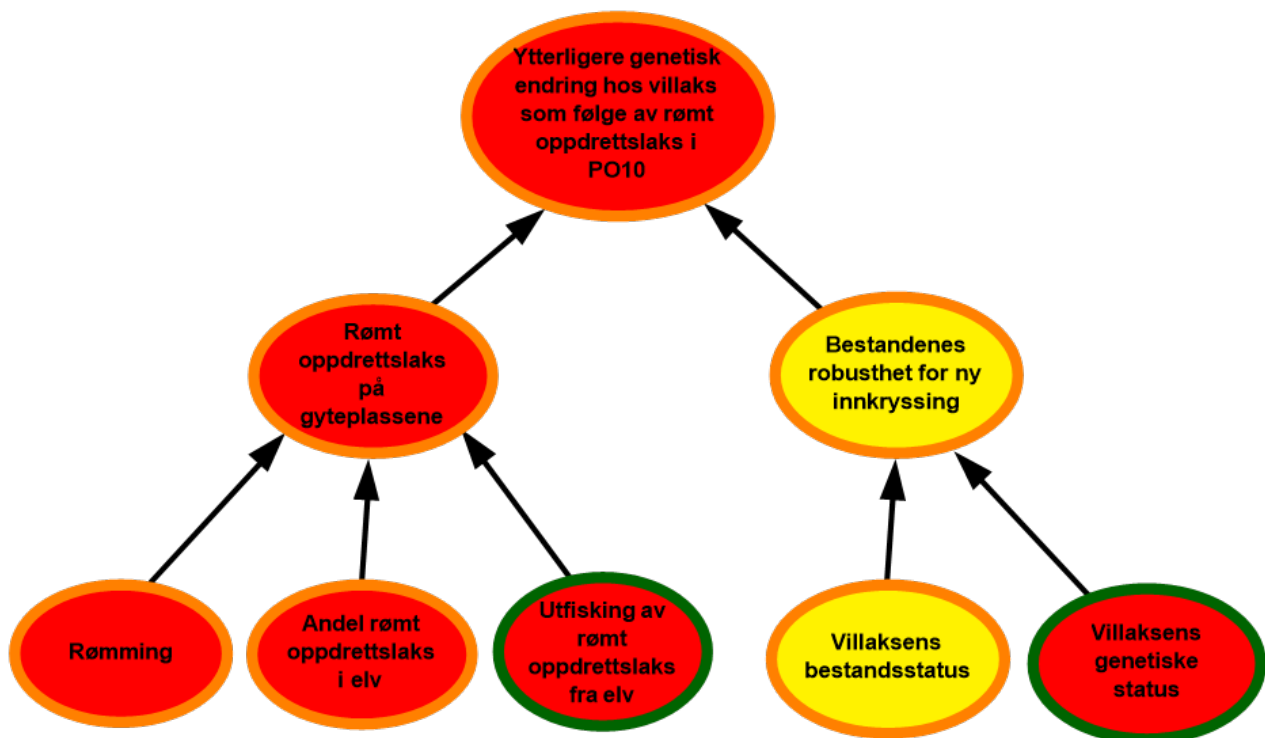 Ytterligere genetisk
endring hos villaks
som følge av rømt
oppdrettslaks i
PO10
Rømt
oppdrettslaks
på
gyteplassene
Bestandenes
robusthet for ny
innkryssing
Rømming
Andel rømt
oppdrettslaks
i elv
Utfisking av
rømt
oppdrettslaks
fra elv
Villaksens
bestandsstatus
Villaksens
genetiske
status